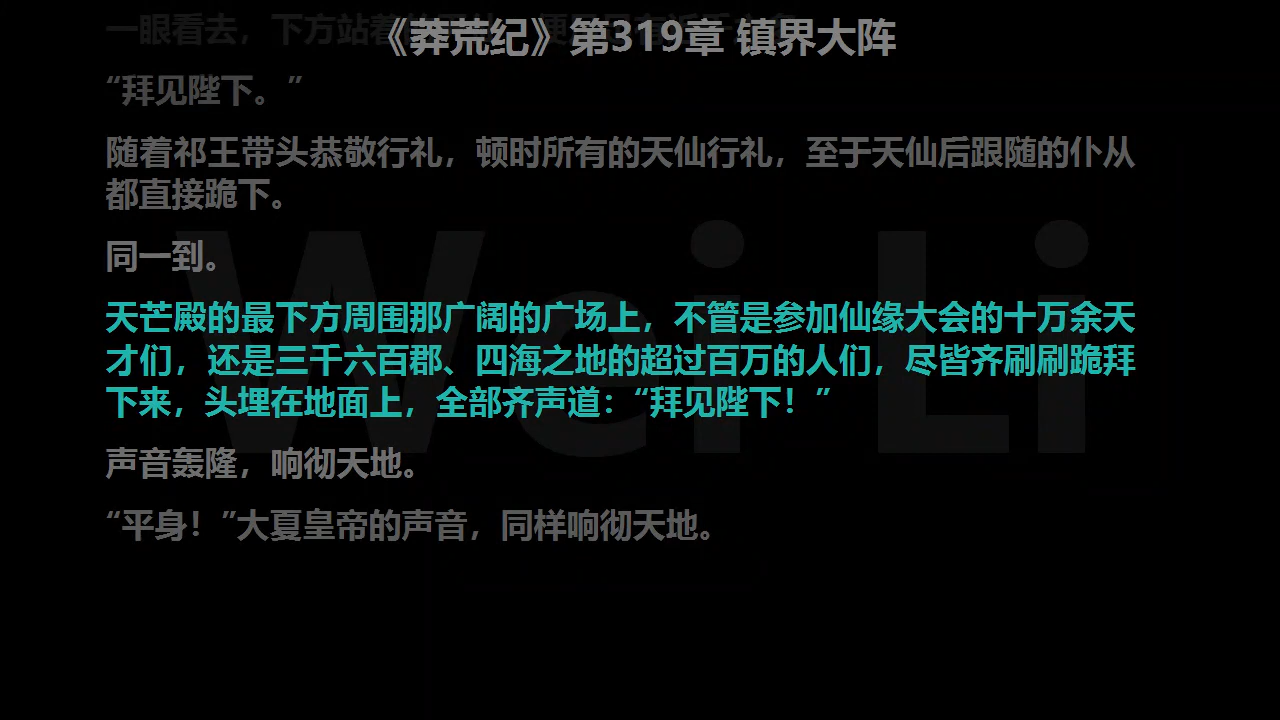 《莽荒纪》第319章 镇界大阵
一眼看去，下方站着
“拜见陛下。”
随着祁王带头恭敬行礼，顿时所有的天仙行礼，至于天仙后跟随的仆从
都直接跪下。
同一到。
天芒殿的最下方周围那广阔的广场上，不管是参加仙缘大会的十万余天
才们，还是三千六百郡、四海之地的超过百万的人们，尽皆齐刷刷跪拜
下来，头埋在地面上，全部齐声道：“拜见陛下！”
声音轰隆，响彻天地。
“平身！”大夏皇帝的声音，同样响彻天地。
Wei Li